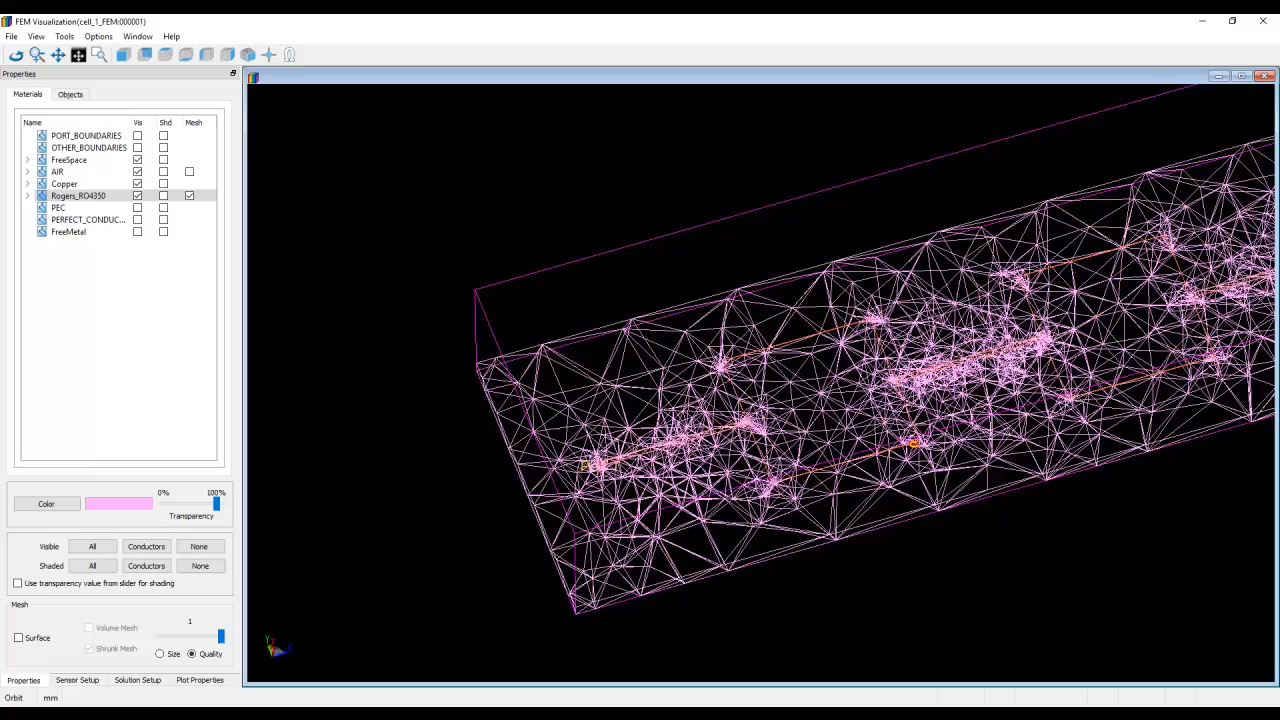 FEM Visualization(cell_1_FEM:000001)
File View Tools Options Window Help
Properties
Materials Objects
Name Vis Shd Mesh
PORT_BOUNDARIES
OTHER_BOUNDARIES
FreeSpace
AIR
Copper
Rogers_RO4350
PEC
PERFECT_CONDUC...
FreeMetal
0% 100%
Color
Transparency
Visible All Conductors None
Shaded All Conductors None
Use transparency value from slider for shading
Mesh
1
Volume Mesh
Surface
Shrunk Mesh Size Quality
Properties Sensor Setup Solution Setup Plot Properties
Orbit mm